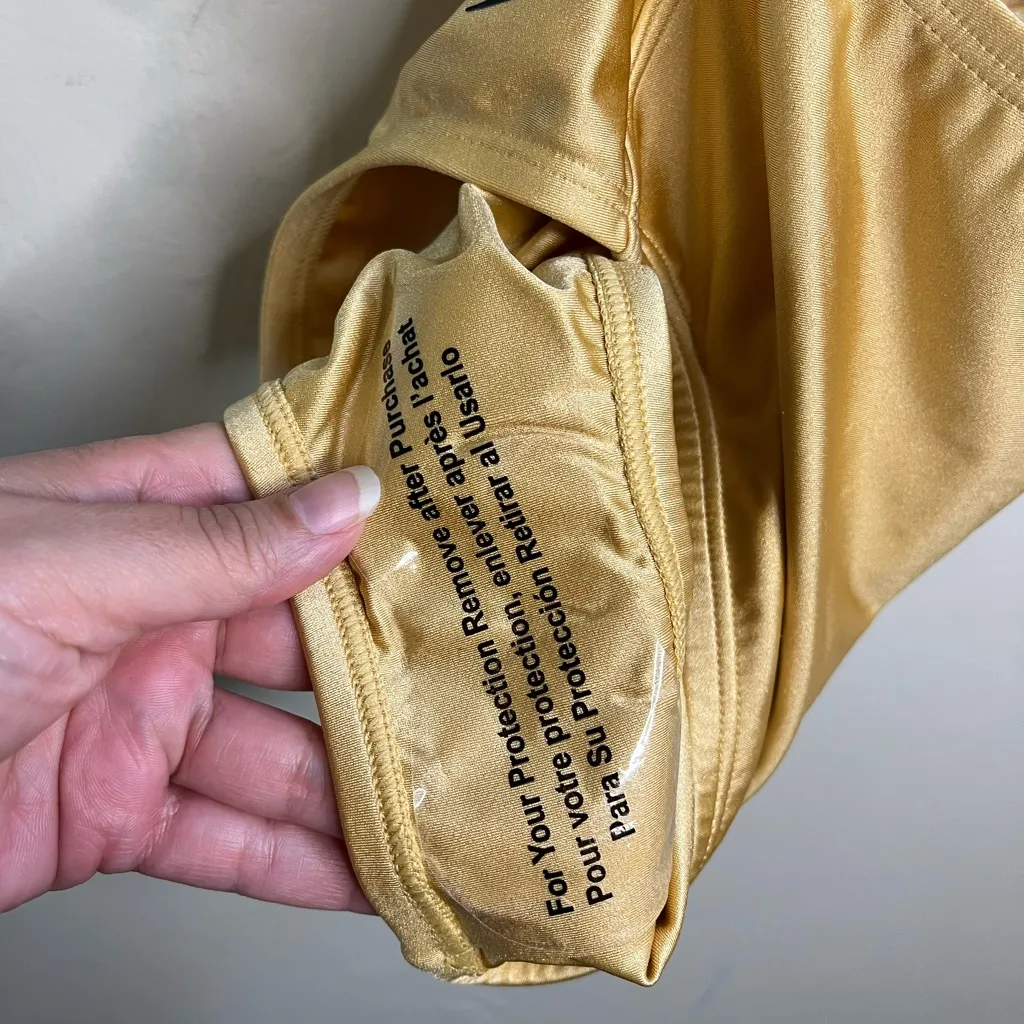 For Your Protection Remove after Purchase
Pour votre protection, enlever après l'achat
Para Su Protección Retirar al Usarlo